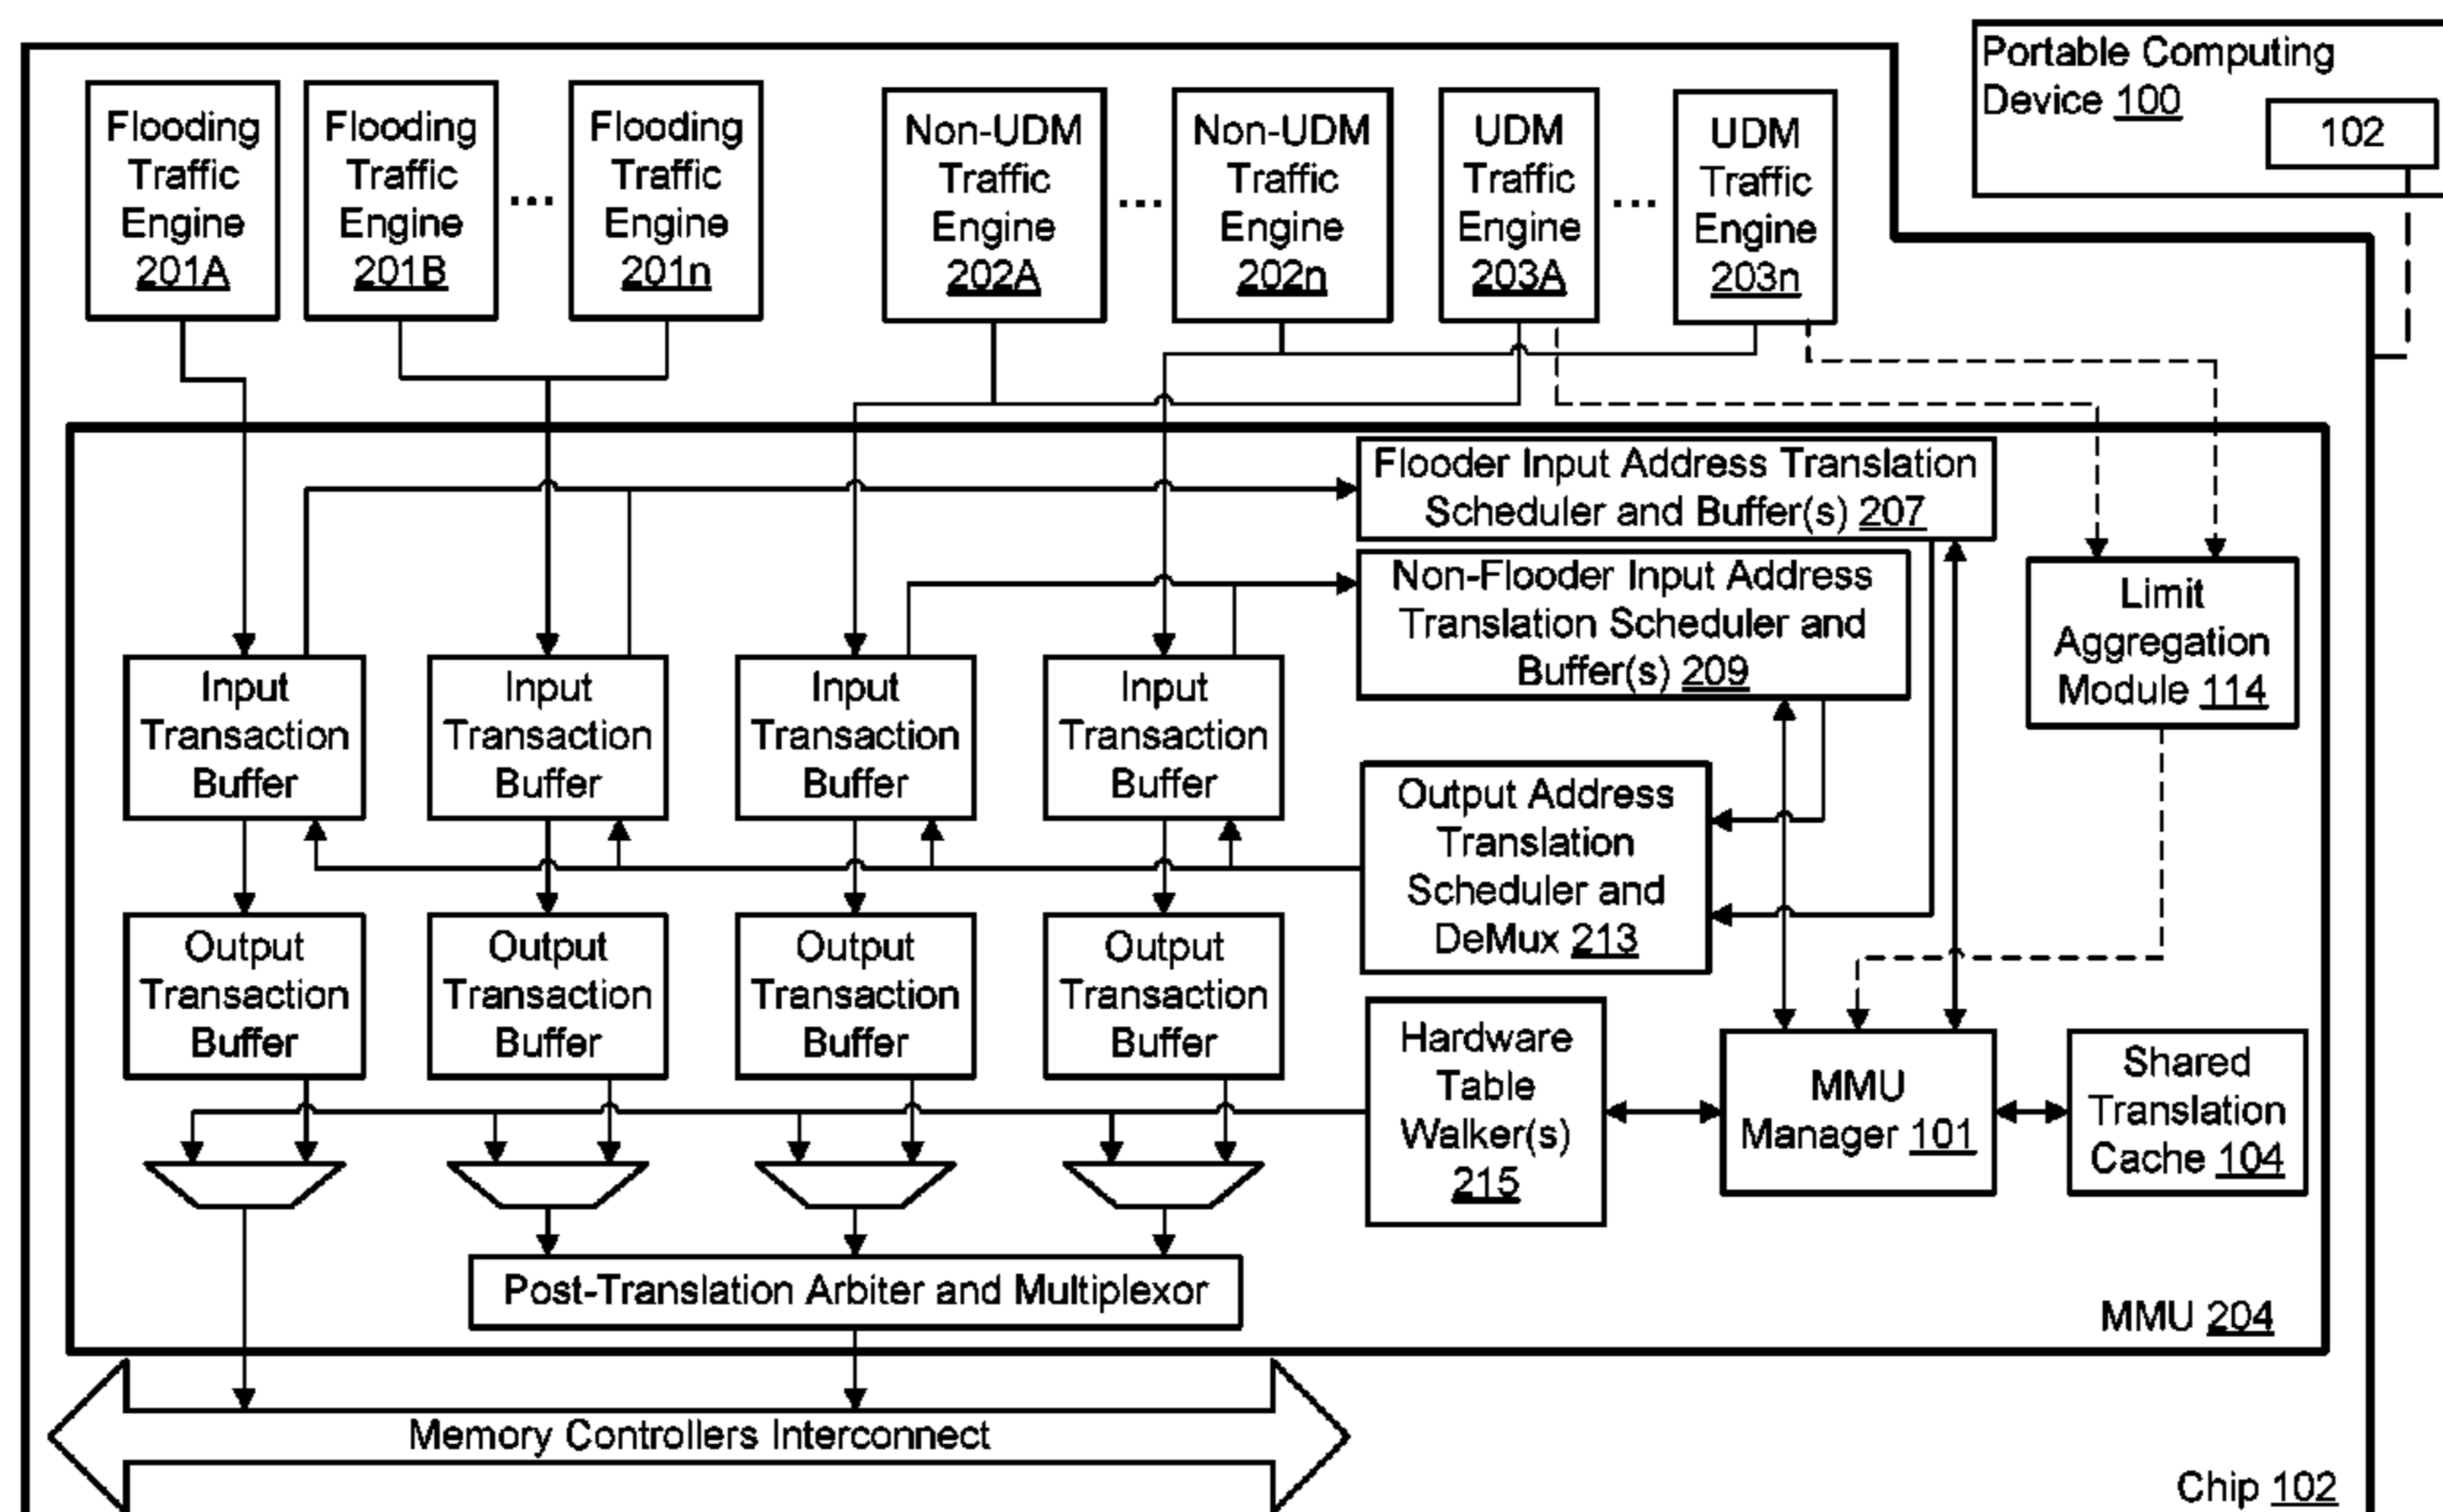 Portable Computing
Device 100
102
Flooding
Traffic
Engine
201A
Flooding
Traffic
Engine
201B
...
Flooding
Traffic
Engine
201n
Non-UDM
Traffic
Engine
202A
...
Non-UDM
Traffic
Engine
202n
UDM
Traffic
Engine
203A
...
UDM
Traffic
Engine
203n
Flooder Input Address Translation
Scheduler and Buffer(s) 207
Non-Flooder Input Address
Translation Scheduler and
Buffer(s) 209
Limit
Aggregation
Module 114
Input
Transaction
Buffer
Input
Transaction
Buffer
Input
Transaction
Buffer
Input
Transaction
Buffer
Output Address
Translation
Scheduler and
DeMux 213
Output
Transaction
Buffer
Output
Transaction
Buffer
Output
Transaction
Buffer
Output
Transaction
Buffer
Hardware
Table
Walker(s)
215
MMU
Manager 101
Shared
Translation
Cache 104
Post-Translation Arbiter and Multiplexor
MMU 204
Memory Controllers Interconnect
Chip 102